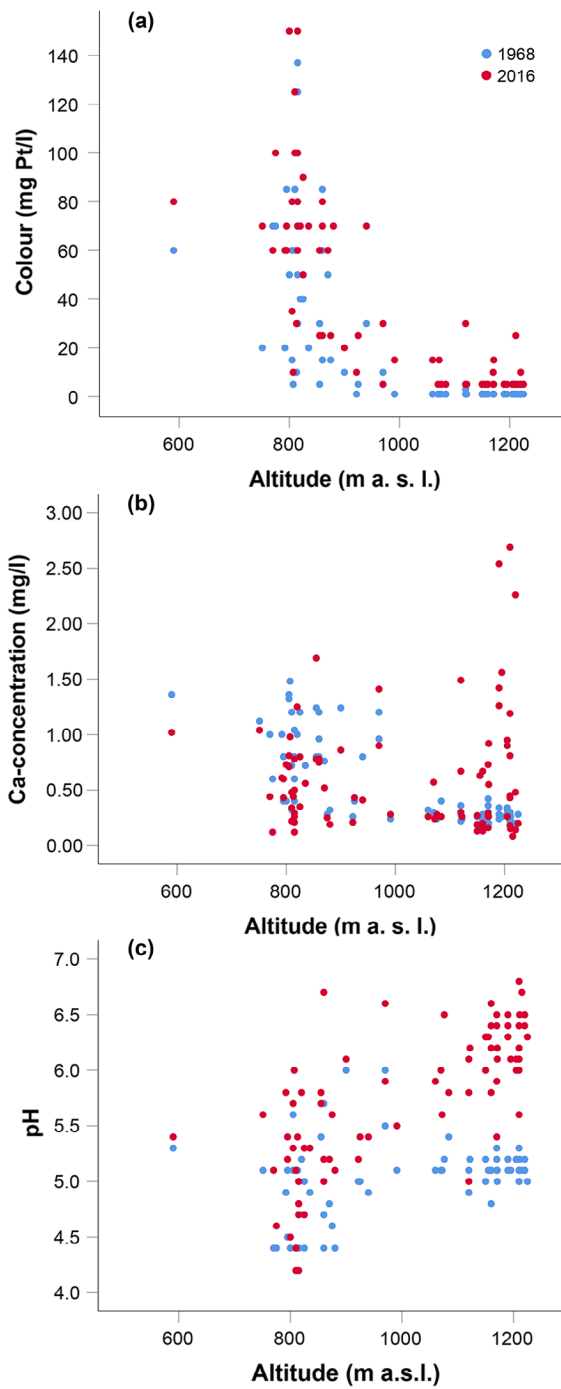 (a)
1968
2016
140
120
100
80
60
40
20
0
Colour (mg Pt/l)
600 800 1000 1200
Altitude (m a. s. l.)
(b)
3.00
2.50
2.00
1.50
1.00
0.50
0.00
Ca-concentration (mg/l)
600 800 1000 1200
Altitude (m a. s. l.)
(c)
7.0
6.5
6.0
5.5
5.0
4.5
4.0
pH
600 800 1000 1200
Altitude (m a.s.l.)